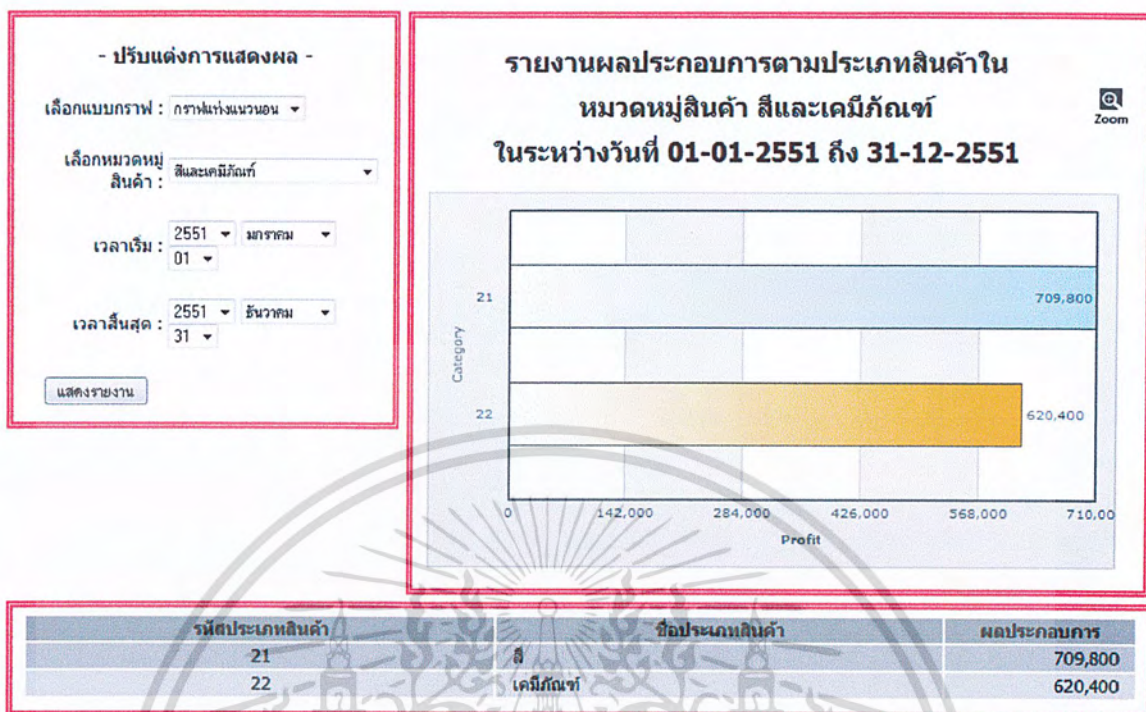 - ปรับแต่งการแสดงผล -
เลือกแบบกราฟ : กราฟแท่งแนวนอน
เลือกหมวดหมู่
สินค้า : สีและเคมีภัณฑ์
เวลาเริ่ม : 2551 มกราคม
01
เวลาสิ้นสุด : 2551 ธันวาคม
31
แสดงรายงาน
รายงานผลประกอบการตามประเภทสินค้าใน
หมวดหมู่สินค้า สีและเคมีภัณฑ์
ในระหว่างวันที่ 01-01-2551 ถึง 31-12-2551
Zoom
Category
21 709,800
22 620,400
0 142,000 284,000 426,000 568,000 710,00
Profit
รหัสประเภทสินค้า ชื่อประเภทสินค้า ผลประกอบการ
21 สี 709,800
22 เคมีภัณฑ์ 620,400